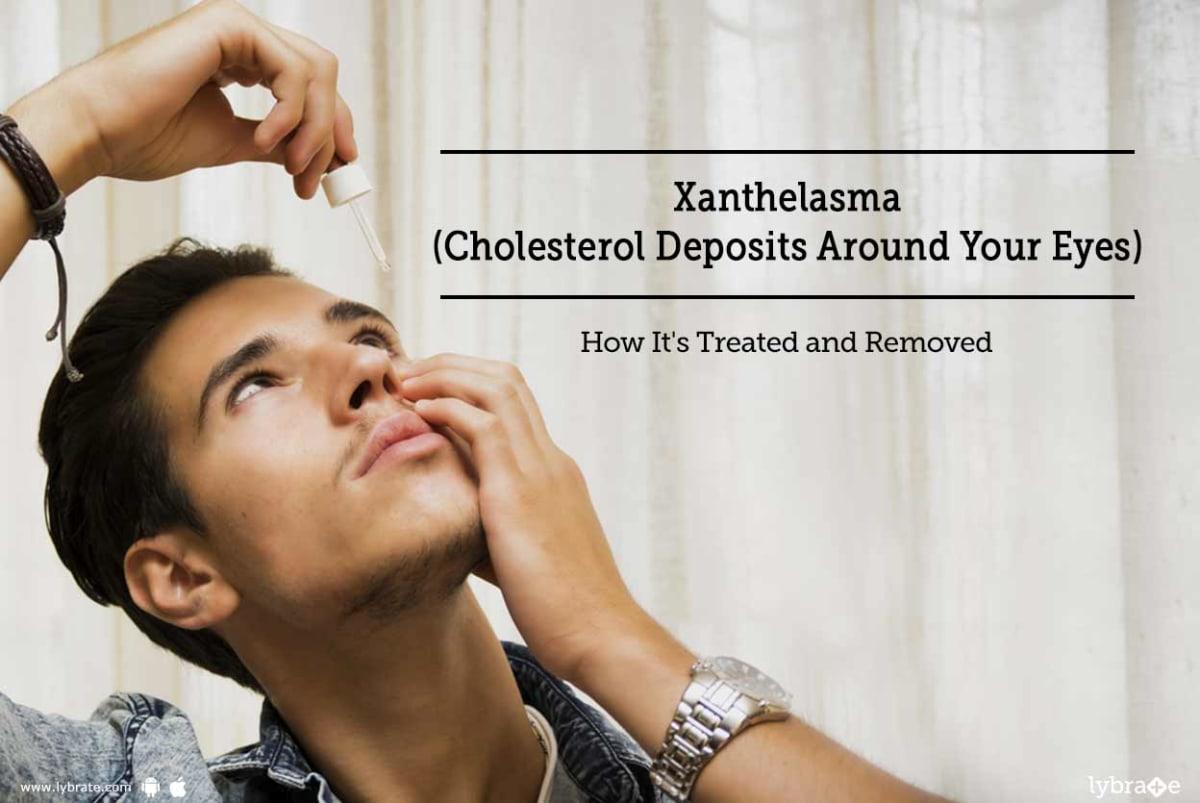 Xanthelasma
(Cholesterol Deposits Around Your Eyes)
How It's Treated and Removed
www.lybrate.com
lybrate